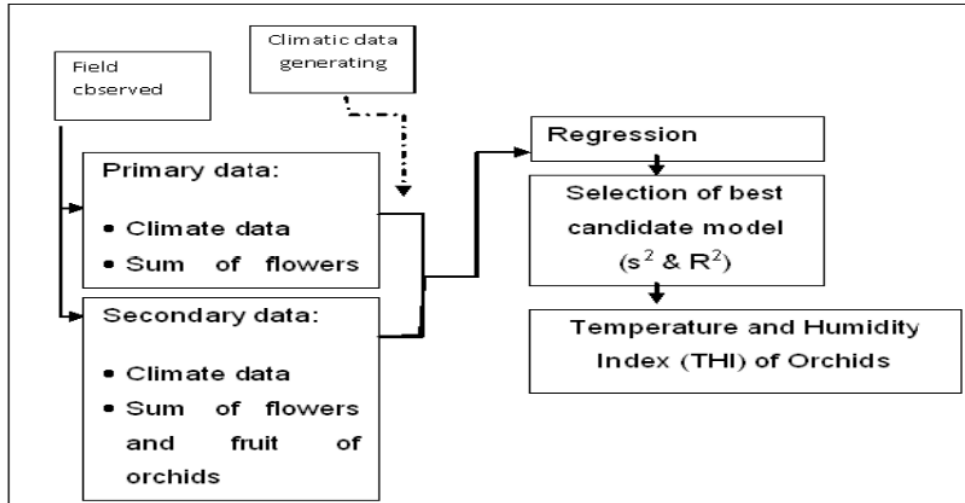 Field
cbserved
Climatic data
generating
Primary data:
• Climate data
• Sum of flowers
Secondary data:
• Climate data
• Sum of flowers
and fruit of
orchids
Regression
Selection of best
candidate model
(s² & R²)
Temperature and Humidity
Index (THI) of Orchids